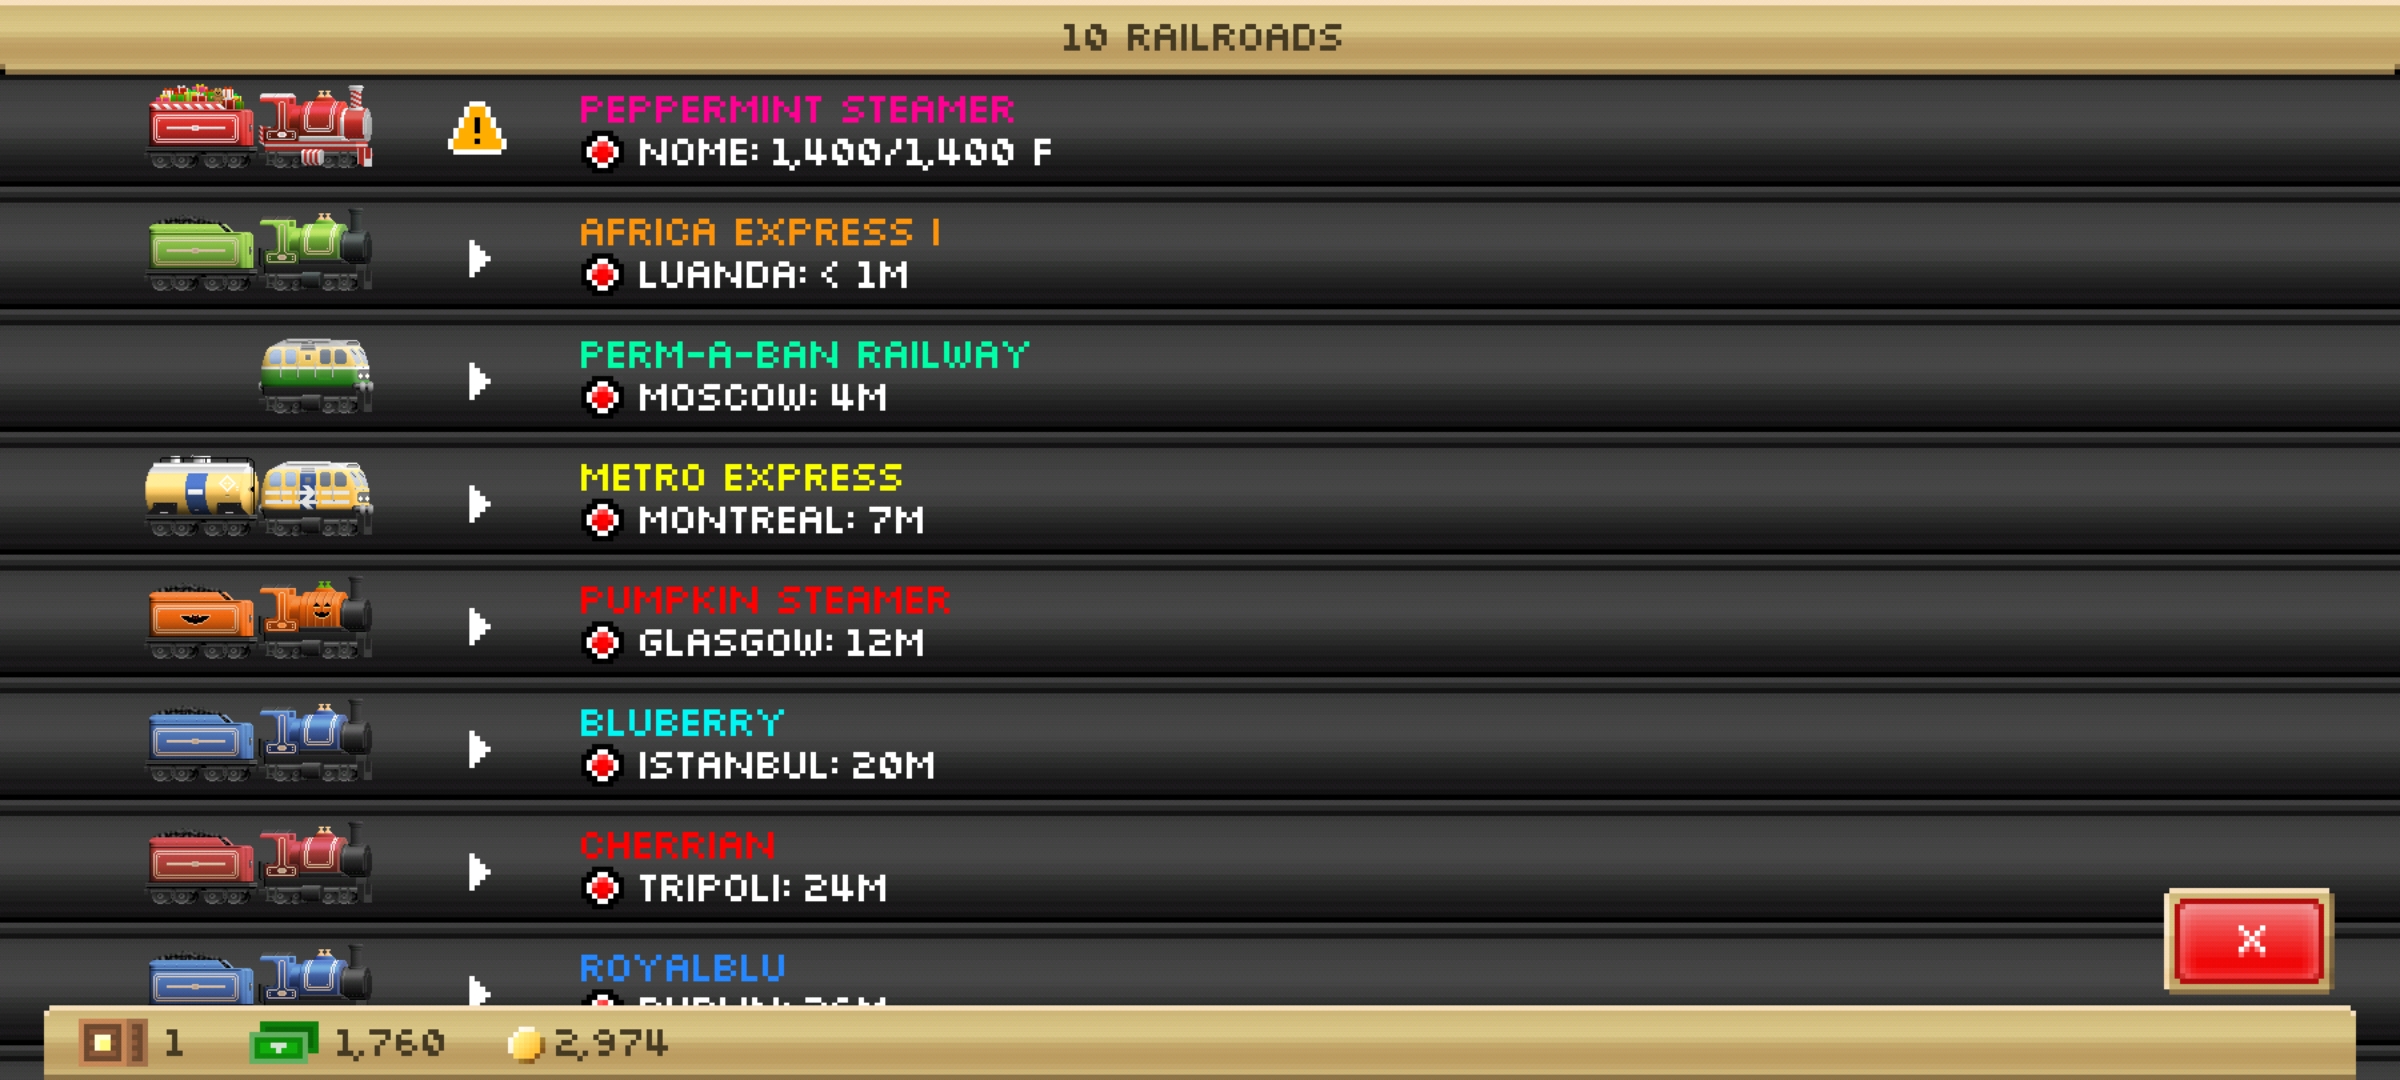 10 RAILROADS
PEPPERMINT STEAMER
NOME: 1,400/1,400 F
AFRICA EXPRESS I
LUANDA: < 1M
PERM-A-BAN RAILWAY
MOSCOW: 4M
METRO EXPRESS
MONTREAL: 7M
PUMPKIN STEAMER
GLASGOW: 12M
BLUBERRY
ISTANBUL: 20M
CHERRIAN
TRIPOLI: 24M
X
ROYALBLU
1 1,760 2,974